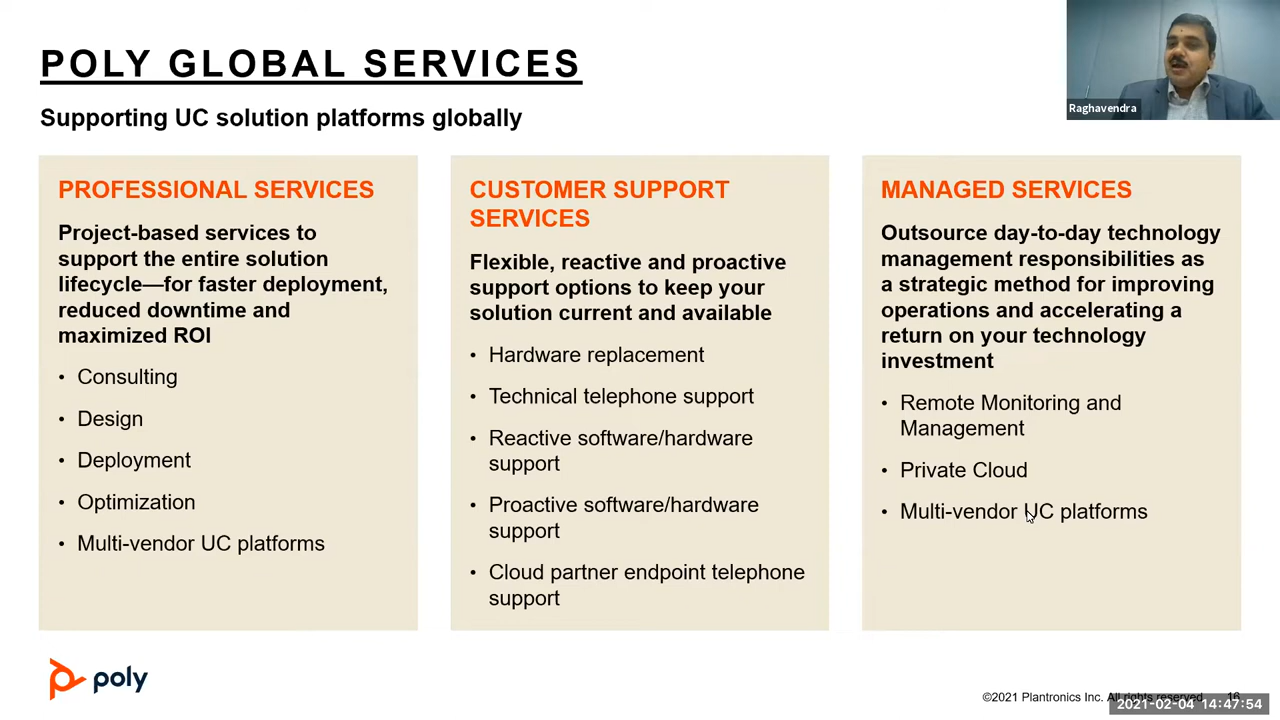 POLY GLOBAL SERVICES
Supporting UC solution platforms globally
Raghavendra
PROFESSIONAL SERVICES
Project-based services to
support the entire solution
lifecycle—for faster deployment,
reduced downtime and
maximized ROI
• Consulting
• Design
• Deployment
• Optimization
• Multi-vendor UC platforms
CUSTOMER SUPPORT
SERVICES
Flexible, reactive and proactive
support options to keep your
solution current and available
• Hardware replacement
• Technical telephone support
• Reactive software/hardware
support
• Proactive software/hardware
support
• Cloud partner endpoint telephone
support
MANAGED SERVICES
Outsource day-to-day technology
management responsibilities as
a strategic method for improving
operations and accelerating a
return on your technology
investment
• Remote Monitoring and
Management
• Private Cloud
• Multi-vendor UC platforms
poly
©2021 Plantronics Inc. All rights reserved. 16
2021-02-04 14:47:54